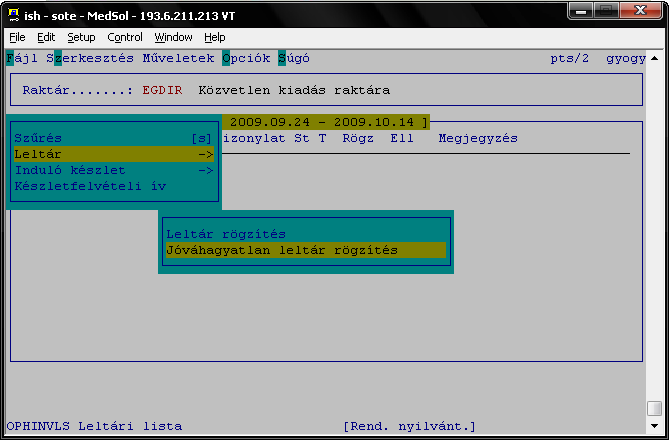 ish - sote - MedSol - 193.6.211.213 VT
File Edit Setup Control Window Help
Fájl Szerkesztés Műveletek Opciók Súgó pts/2 gyogy
Raktár.......: EGDIR Közvetlen kiadás raktára
2009.09.24 - 2009.10.14 ]
Szűrés [s] izonylat St T Rögz Ell Megjegyzés
Leltár ->
Induló készlet ->
Készletfelvételi ív
Leltár rögzítés
Jóváhagyatlan leltár rögzítés
OPHINVLS Leltári lista [Rend. nyilvánt.]